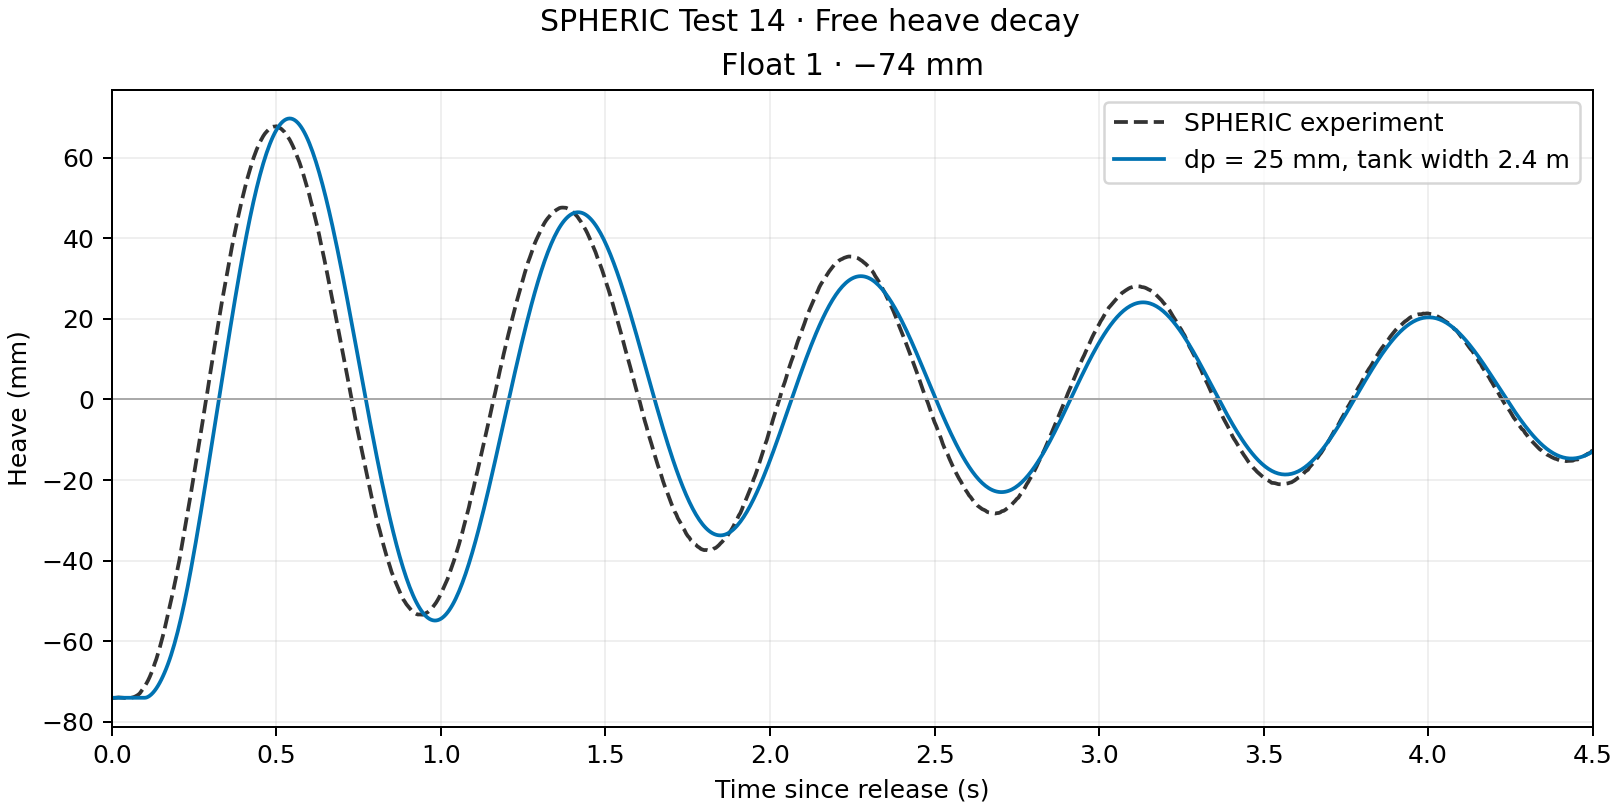 SPHERIC Test 14 · Free heave decay
Float 1 · −74 mm
SPHERIC experiment
dp = 25 mm, tank width 2.4 m
Heave (mm)
60
40
20
0
−20
−40
−60
−80
0.0 0.5 1.0 1.5 2.0 2.5 3.0 3.5 4.0 4.5
Time since release (s)